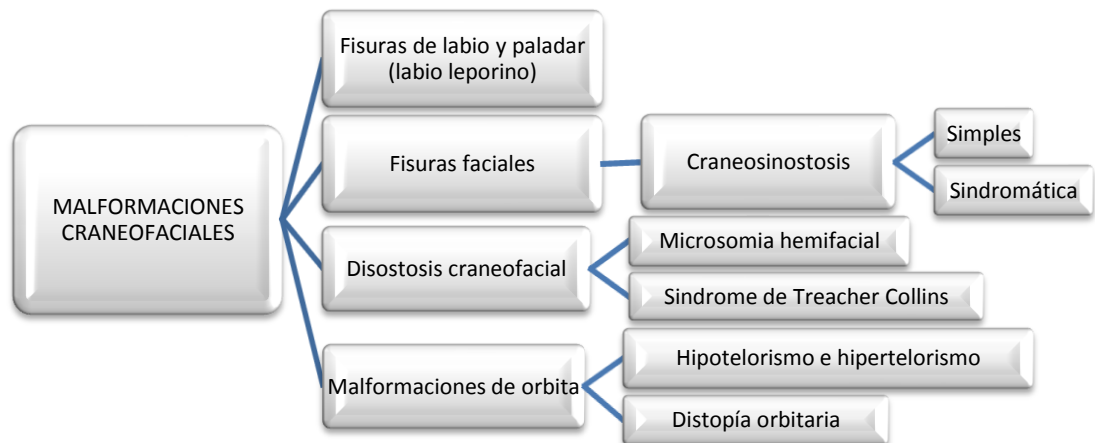 MALFORMACIONES
CRANEOFACIALES
Fisuras de labio y paladar
(labio leporino)
Fisuras faciales
Craneosinostosis
Simples
Sindromática
Disostosis craneofacial
Microsomia hemifacial
Sindrome de Treacher Collins
Malformaciones de orbita
Hipotelorismo e hipertelorismo
Distopía orbitaria